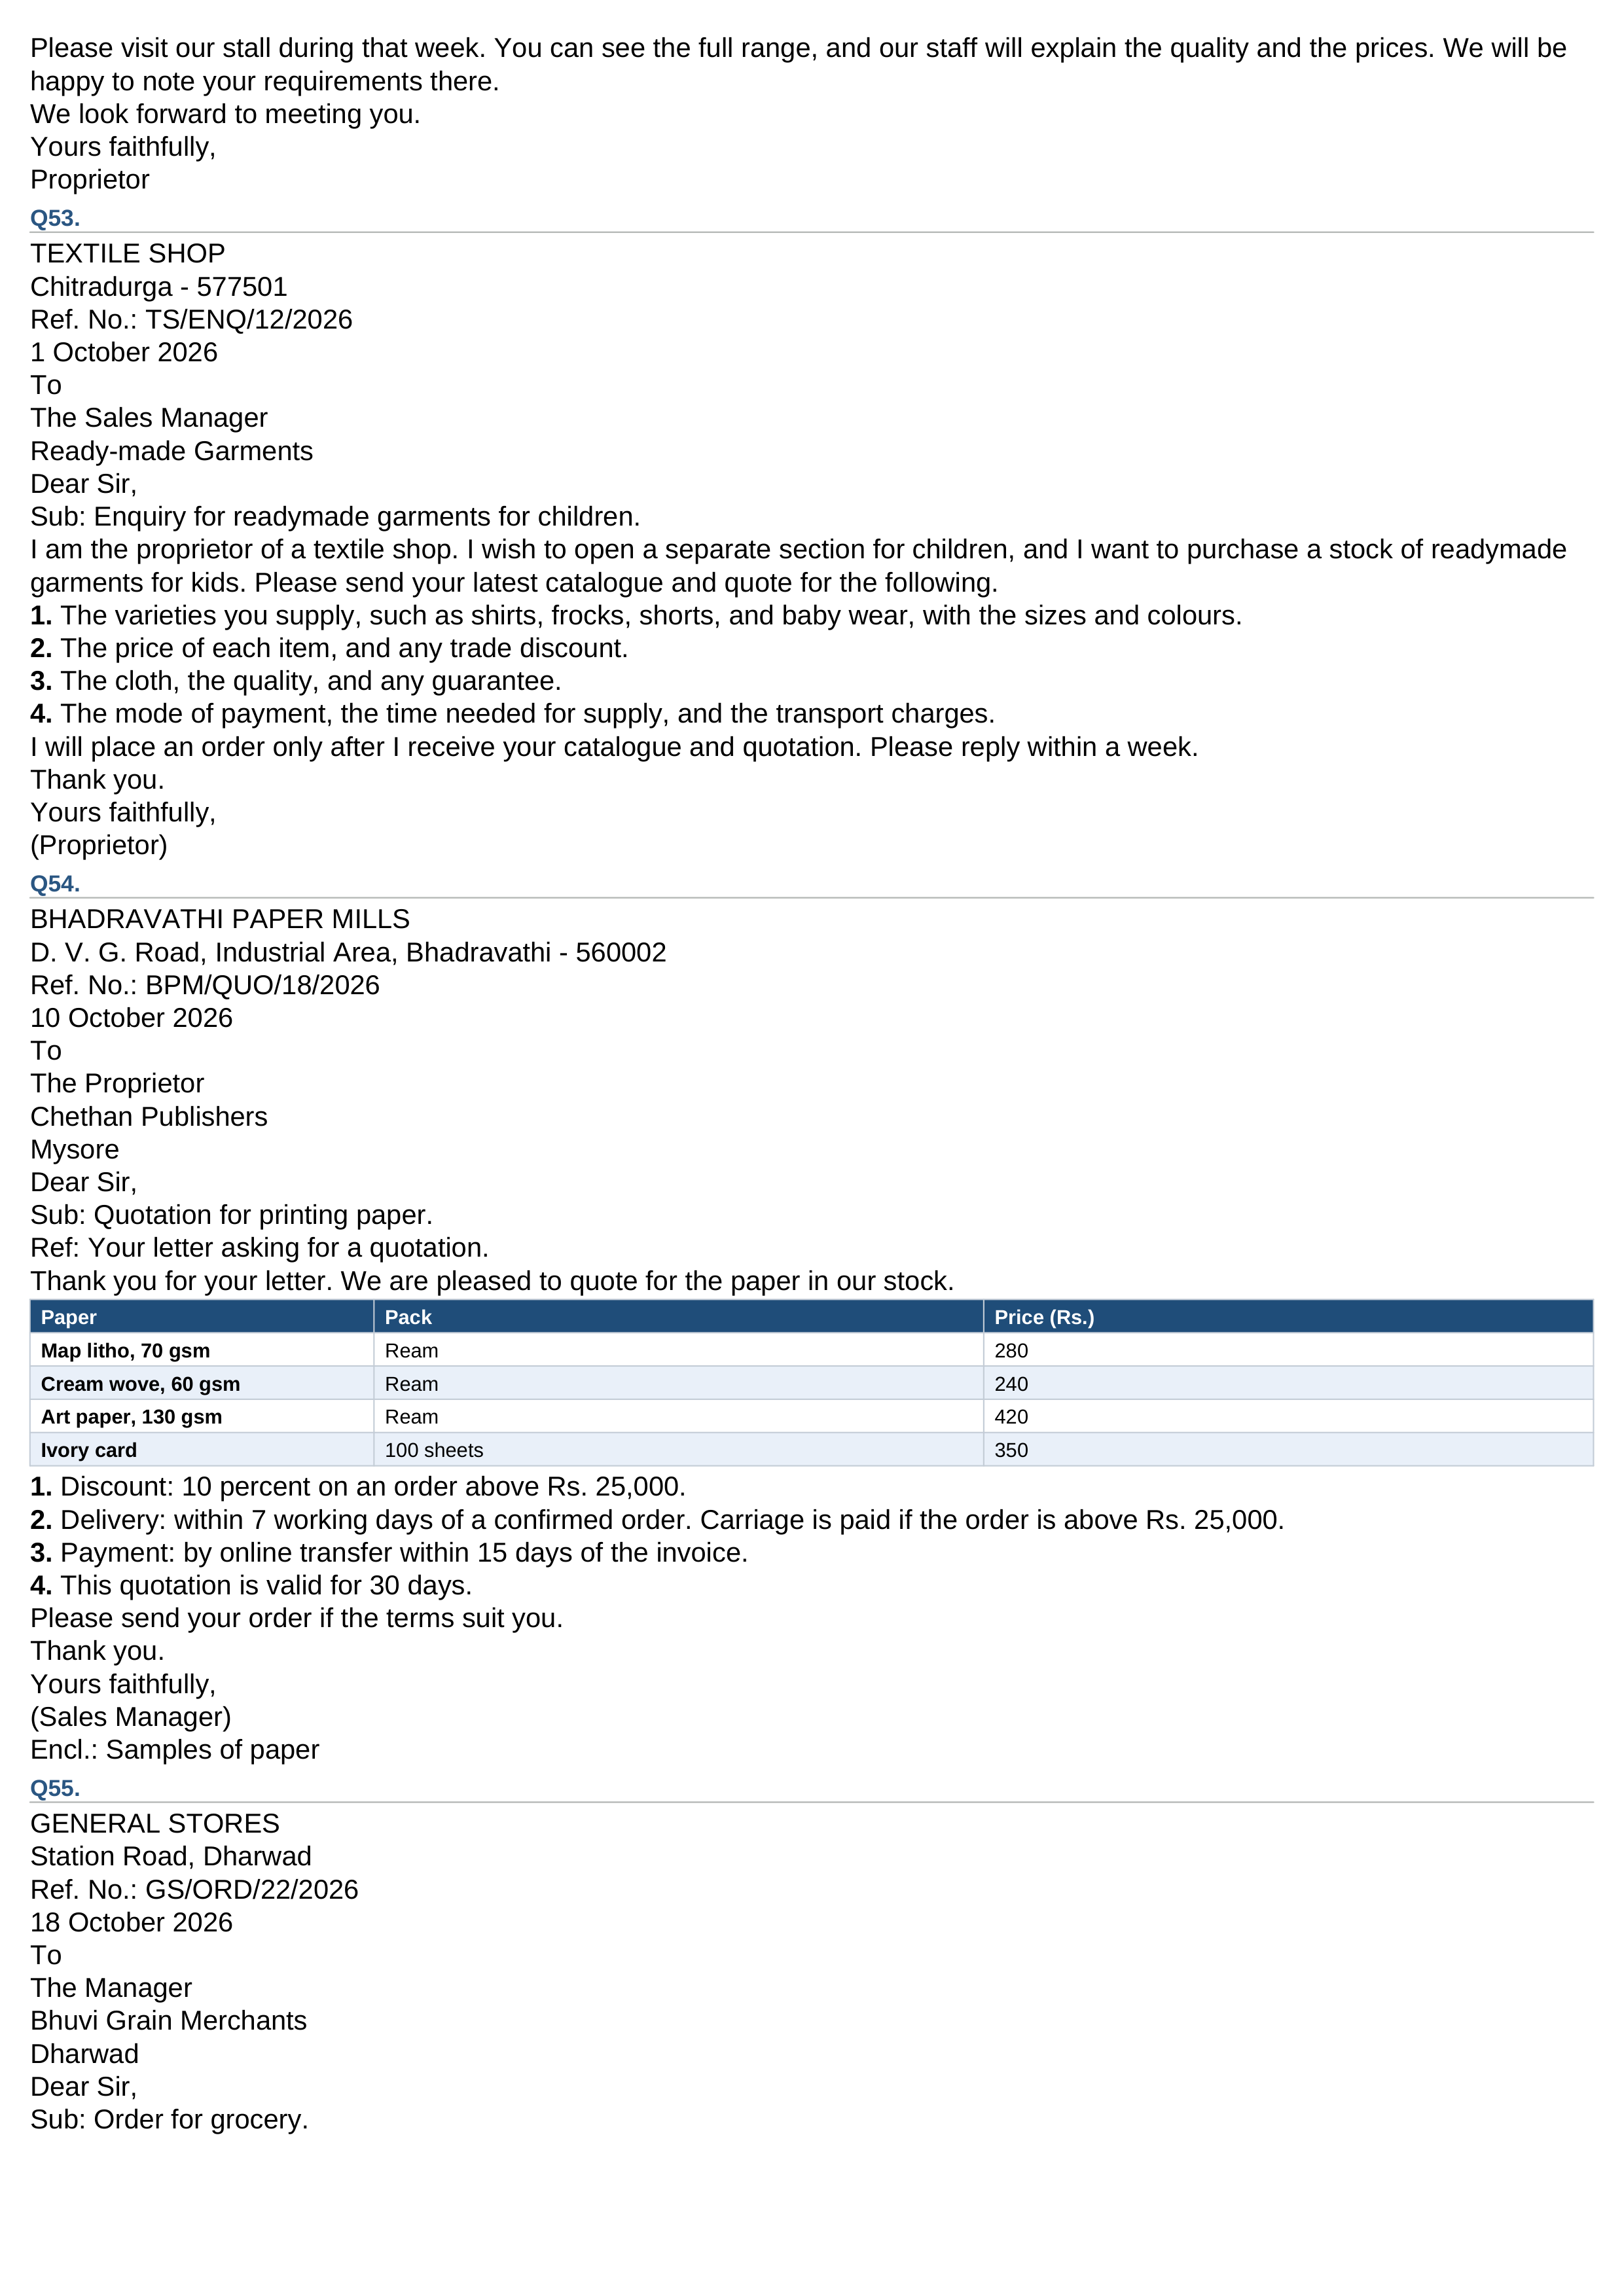 Please visit our stall during that week. You can see the full range, and our staff will explain the quality and the prices. We will be
happy to note your requirements there.
We look forward to meeting you.
Yours faithfully,
Proprietor
Q53.
TEXTILE SHOP
Chitradurga - 577501
Ref. No.: TS/ENQ/12/2026
1 October 2026
To
The Sales Manager
Ready-made Garments
Dear Sir,
Sub: Enquiry for readymade garments for children.
I am the proprietor of a textile shop. I wish to open a separate section for children, and I want to purchase a stock of readymade
garments for kids. Please send your latest catalogue and quote for the following.
1. The varieties you supply, such as shirts, frocks, shorts, and baby wear, with the sizes and colours.
2. The price of each item, and any trade discount.
3. The cloth, the quality, and any guarantee.
4. The mode of payment, the time needed for supply, and the transport charges.
I will place an order only after I receive your catalogue and quotation. Please reply within a week.
Thank you.
Yours faithfully,
(Proprietor)
Q54.
BHADRAVATHI PAPER MILLS
D. V. G. Road, Industrial Area, Bhadravathi - 560002
Ref. No.: BPM/QUO/18/2026
10 October 2026
To
The Proprietor
Chethan Publishers
Mysore
Dear Sir,
Sub: Quotation for printing paper.
Ref: Your letter asking for a quotation.
Thank you for your letter. We are pleased to quote for the paper in our stock.
Paper Pack Price (Rs.)
Map litho, 70 gsm Ream 280
Cream wove, 60 gsm Ream 240
Art paper, 130 gsm Ream 420
Ivory card 100 sheets 350
1. Discount: 10 percent on an order above Rs. 25,000.
2. Delivery: within 7 working days of a confirmed order. Carriage is paid if the order is above Rs. 25,000.
3. Payment: by online transfer within 15 days of the invoice.
4. This quotation is valid for 30 days.
Please send your order if the terms suit you.
Thank you.
Yours faithfully,
(Sales Manager)
Encl.: Samples of paper
Q55.
GENERAL STORES
Station Road, Dharwad
Ref. No.: GS/ORD/22/2026
18 October 2026
To
The Manager
Bhuvi Grain Merchants
Dharwad
Dear Sir,
Sub: Order for grocery.